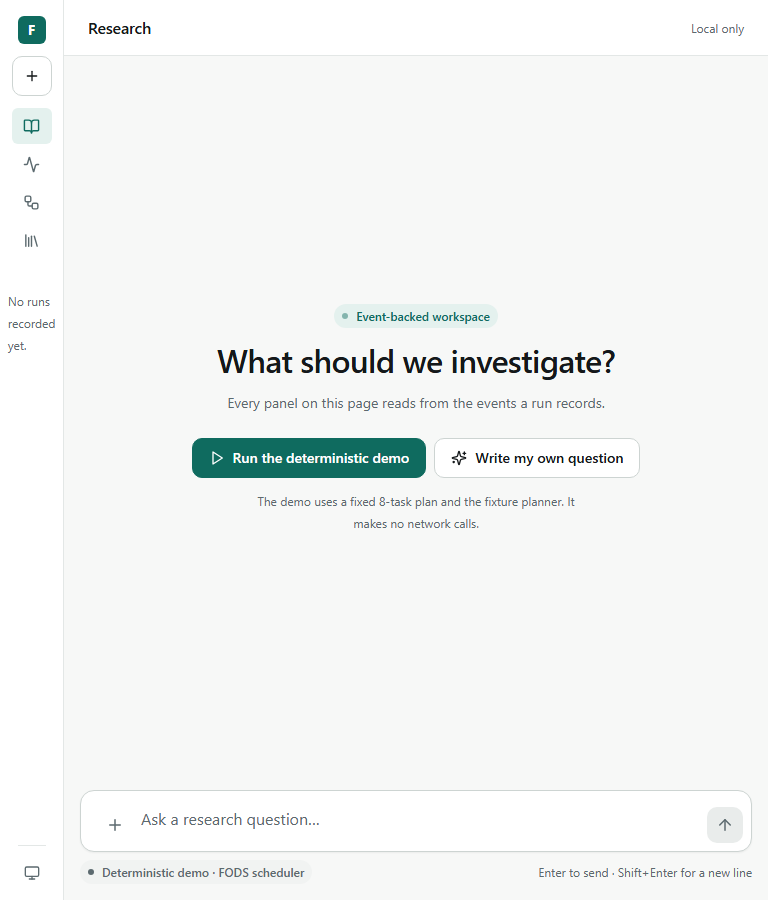 F
Research
Local only
No runs
recorded
yet.
Event-backed workspace
What should we investigate?
Every panel on this page reads from the events a run records.
Run the deterministic demo
Write my own question
The demo uses a fixed 8-task plan and the fixture planner. It
makes no network calls.
Ask a research question...
Deterministic demo · FODS scheduler
Enter to send · Shift+Enter for a new line